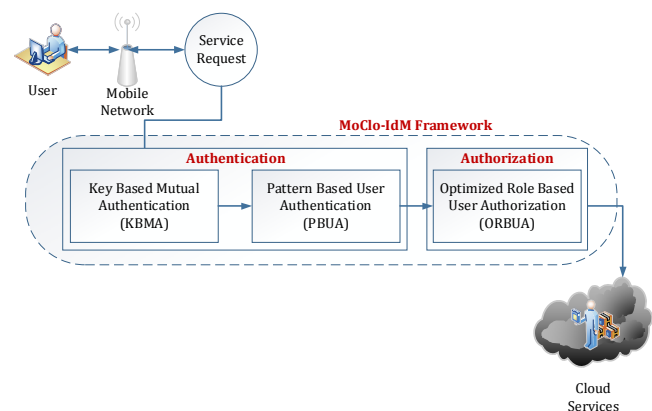 Service
Request
User
Mobile
Network
MoClo-IdM Framework
Authentication
Authorization
Key Based Mutual
Authentication
(KBMA)
Pattern Based User
Authentication
(PBUA)
Optimized Role Based
User Authorization
(ORBUA)
Cloud
Services